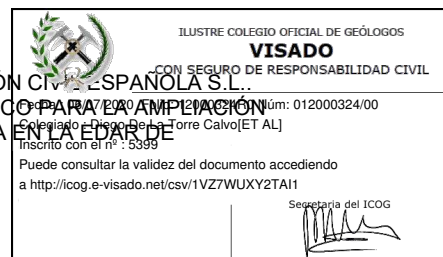 ILUSTRE COLEGIO OFICIAL DE GEÓLOGOS
VISADO
CON SEGURO DE RESPONSABILIDAD CIVIL
ESPAÑOLA S.L..
PARA LA AMPLIACIÓN
Núm: 012000324/00
EN LA EDAR DE
Colegiado : Diego De La Torre Calvo[ET AL]
Inscrito con el nº : 5399
Puede consultar la validez del documento accediendo
a http://icog.e-visado.net/csv/1VZ7WUXY2TAI1
Secretaria del ICOG